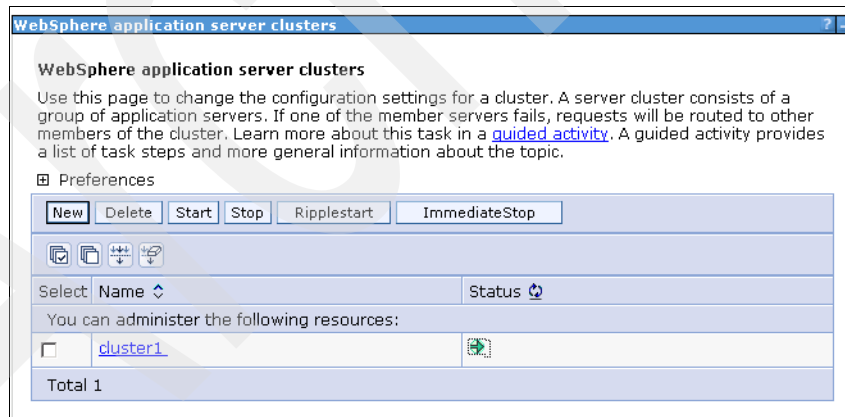 WebSphere application server clusters
?
WebSphere application server clusters
Use this page to change the configuration settings for a cluster. A server cluster consists of a
group of application servers. If one of the member servers fails, requests will be routed to other
members of the cluster. Learn more about this task in a guided activity. A guided activity provides
a list of task steps and more general information about the topic.
Preferences
New Delete Start Stop Ripplestart ImmediateStop
Select Name Status
You can administer the following resources:
cluster1
Total 1